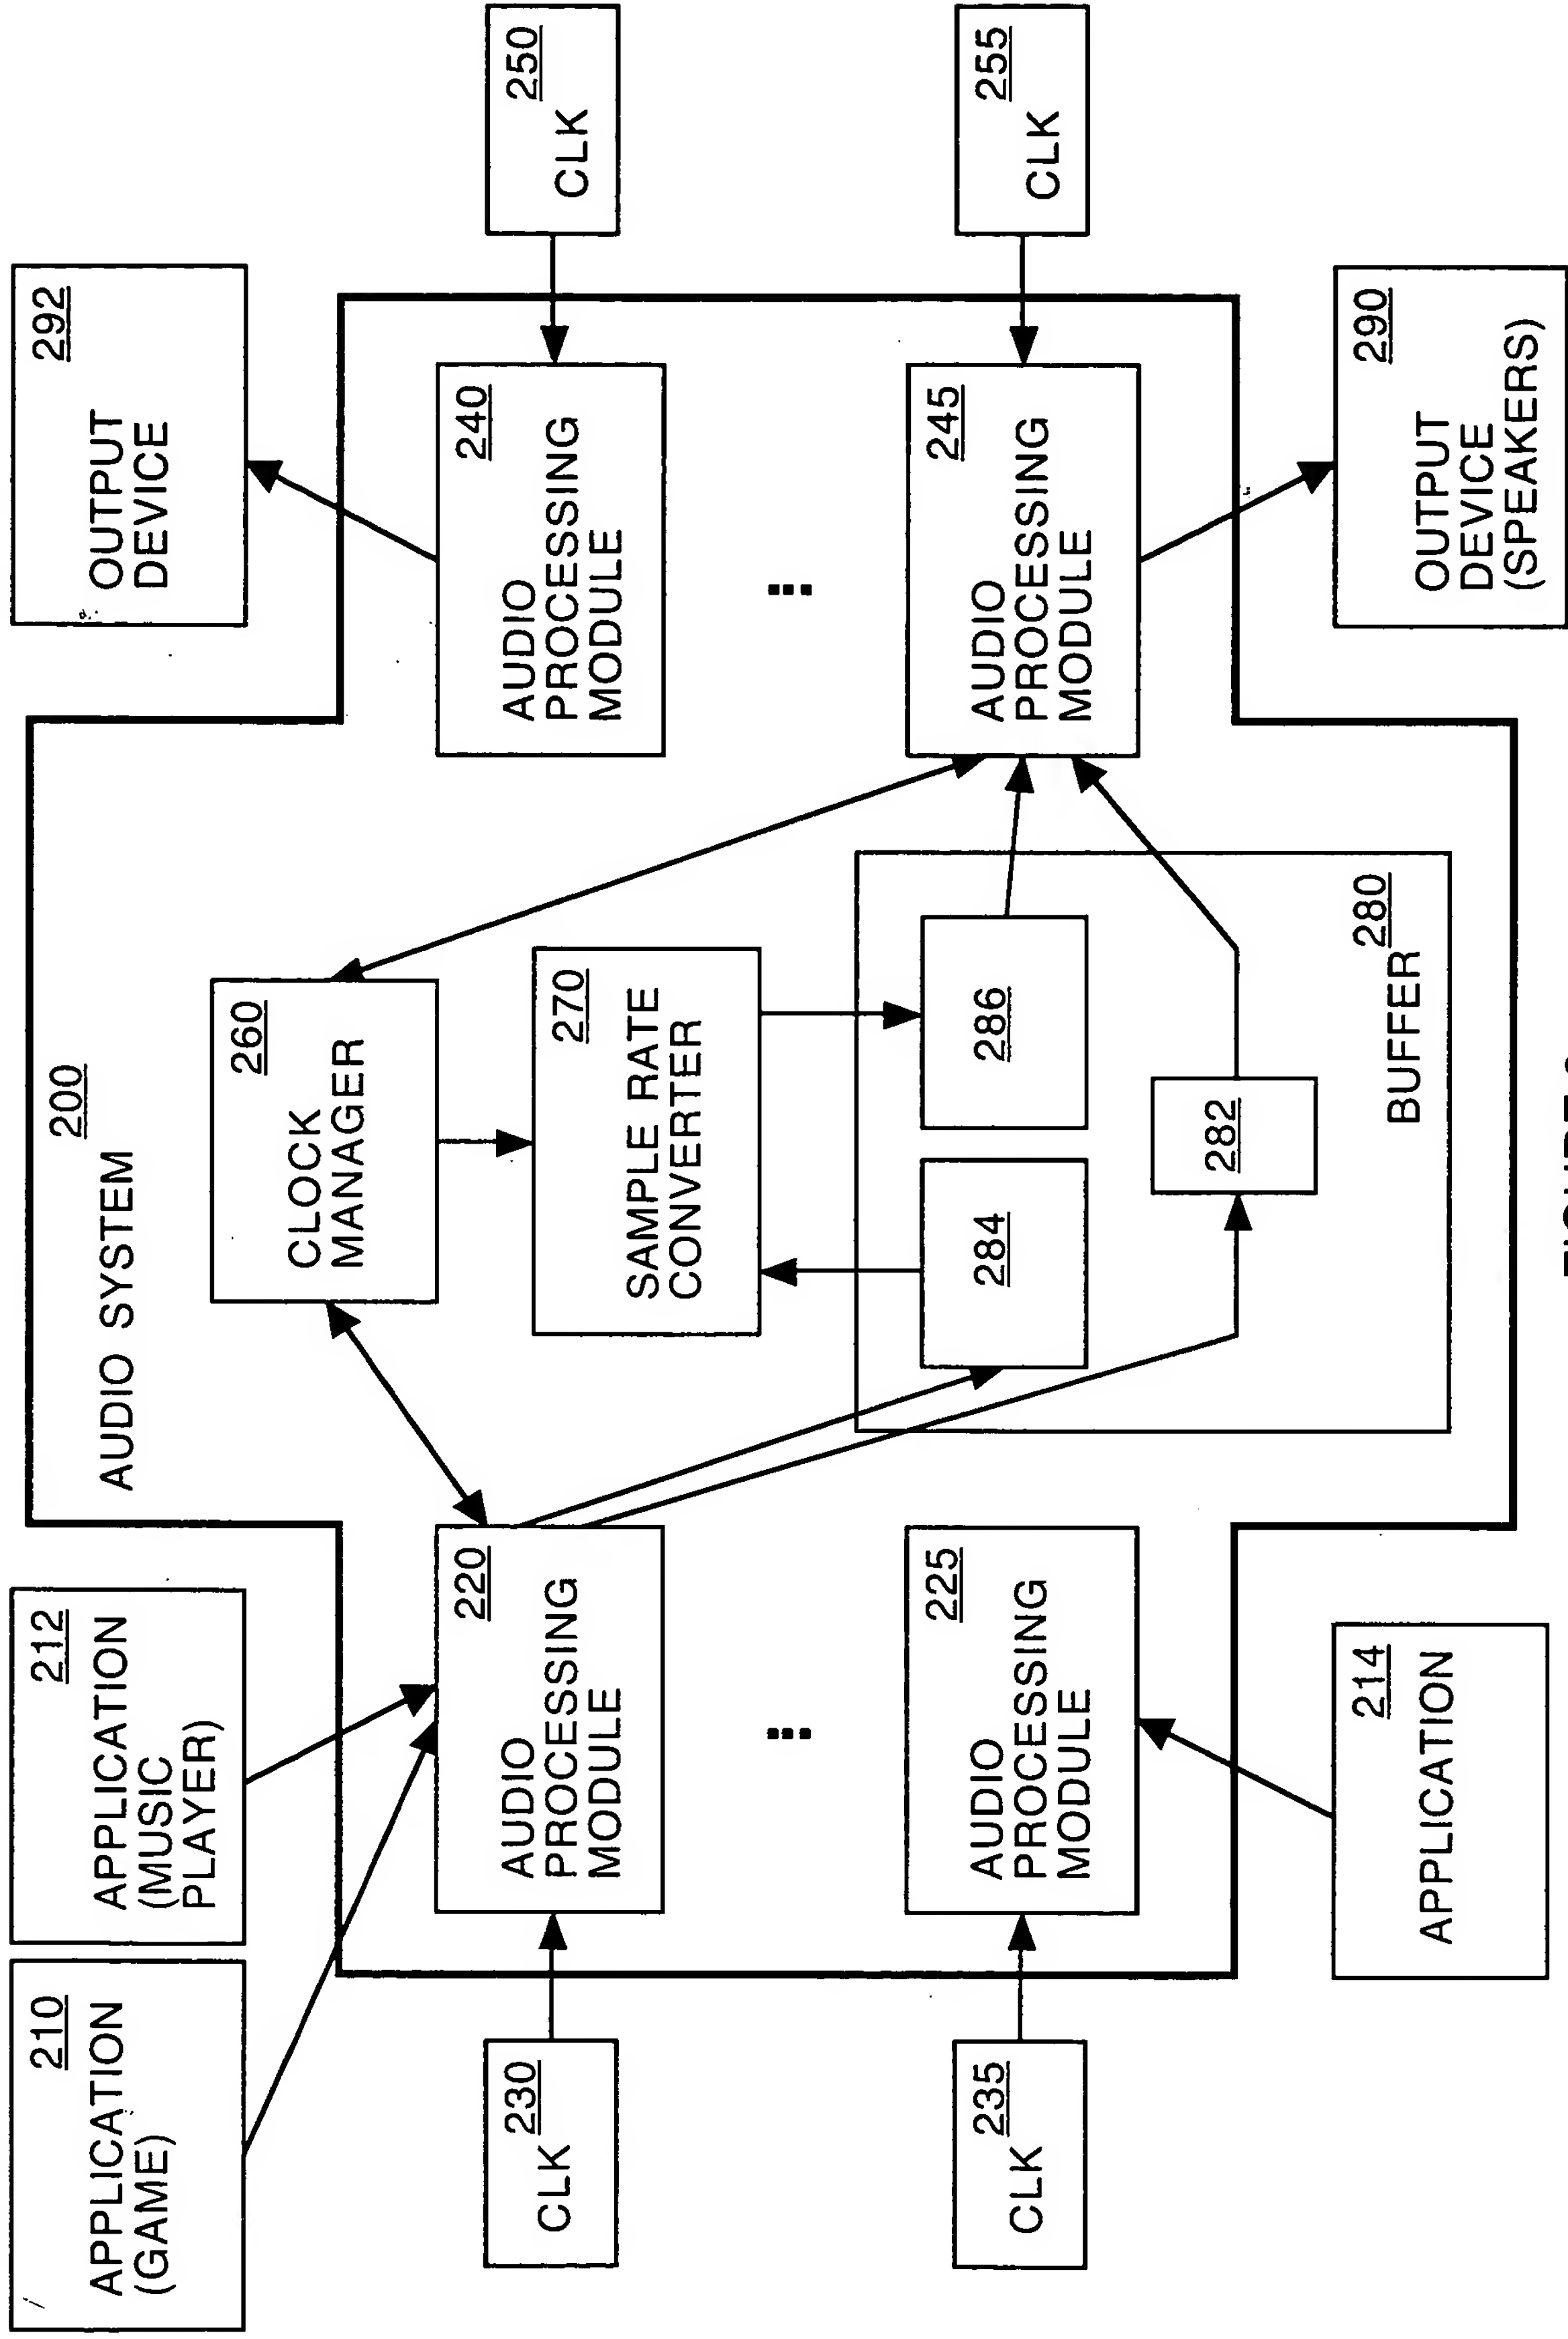 210
APPLICATION
(GAME)
212
APPLICATION
(MUSIC
PLAYER)
200
AUDIO SYSTEM
292
OUTPUT
DEVICE
230
CLK
220
AUDIO
PROCESSING
MODULE
260
CLOCK
MANAGER
240
AUDIO
PROCESSING
MODULE
250
CLK
270
SAMPLE RATE
CONVERTER
...
...
235
CLK
225
AUDIO
PROCESSING
MODULE
284
286
282
280
BUFFER
245
AUDIO
PROCESSING
MODULE
255
CLK
214
APPLICATION
290
OUTPUT
DEVICE
(SPEAKERS)